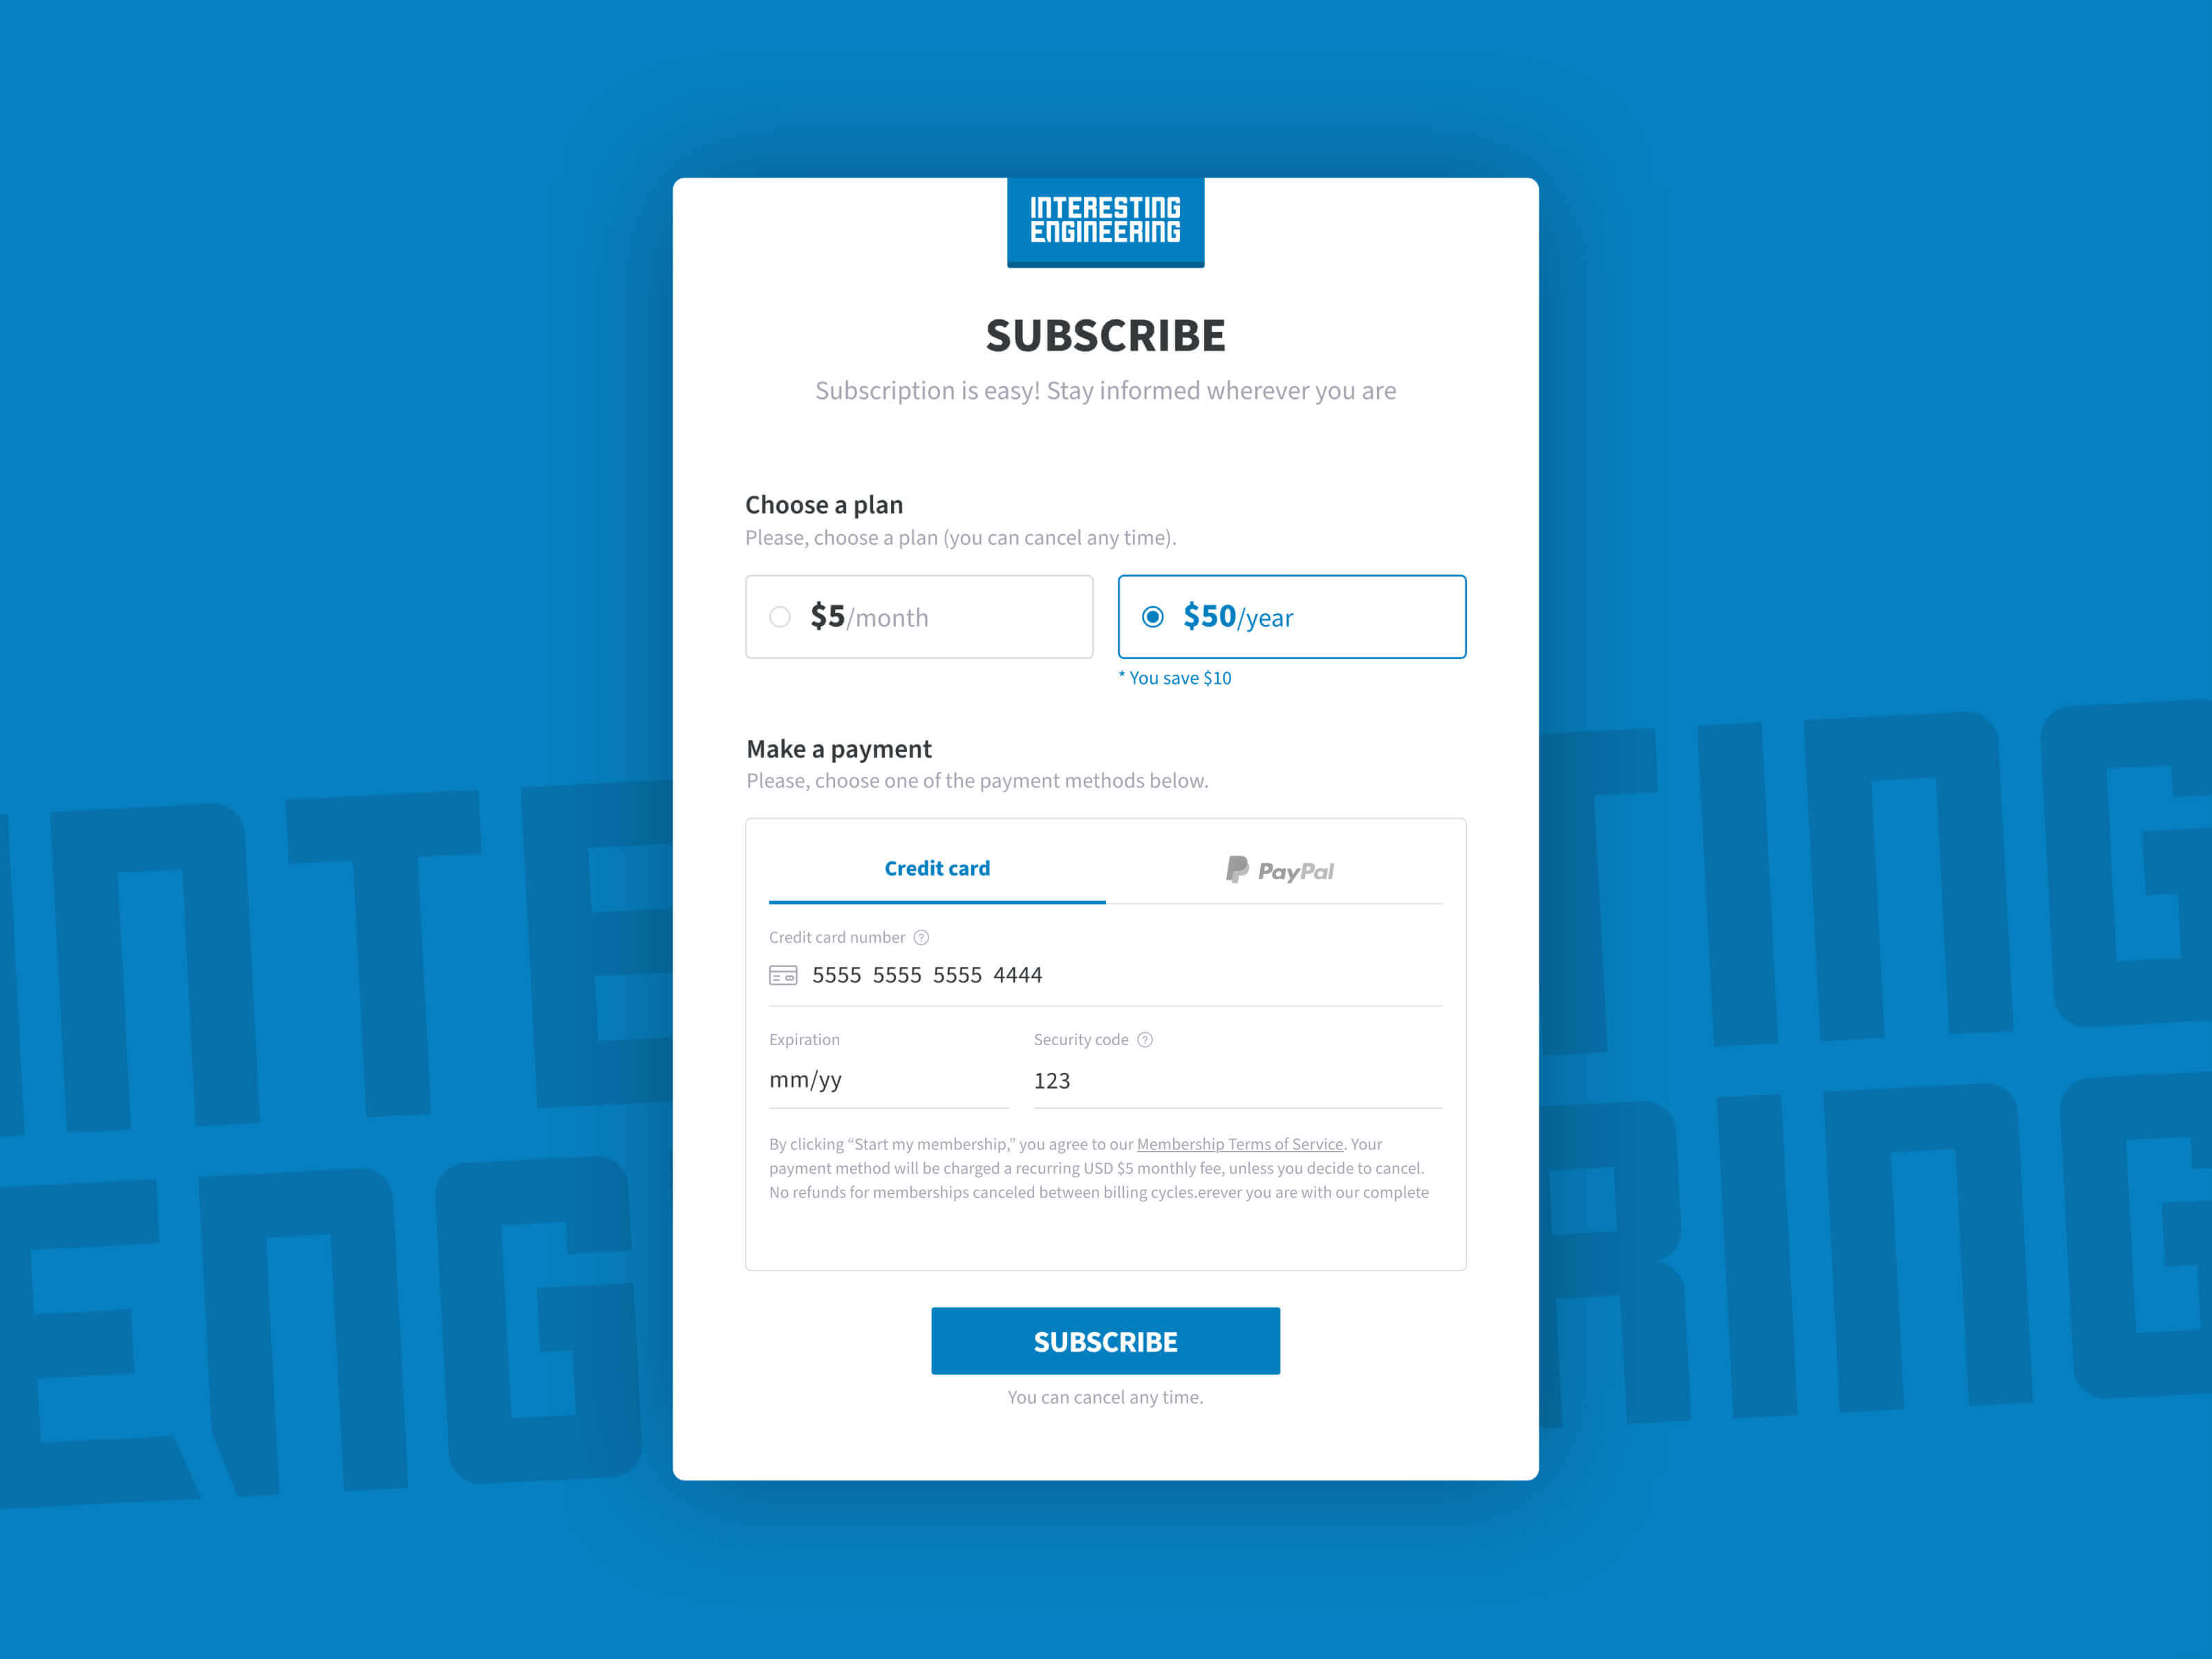 INTERESTING
ENGINEERING
SUBSCRIBE
Subscription is easy! Stay informed wherever you are
Choose a plan
Please, choose a plan (you can cancel any time).
$5/month
$50/year
* You save $10
Make a payment
Please, choose one of the payment methods below.
Credit card
PayPal
Credit card number
5555 5555 5555 4444
Expiration
Security code
mm/yy
123
By clicking “Start my membership,” you agree to our Membership Terms of Service. Your
payment method will be charged a recurring USD $5 monthly fee, unless you decide to cancel.
No refunds for memberships canceled between billing cycles.erever you are with our complete
SUBSCRIBE
You can cancel any time.
INTE
TING
ENG
RING